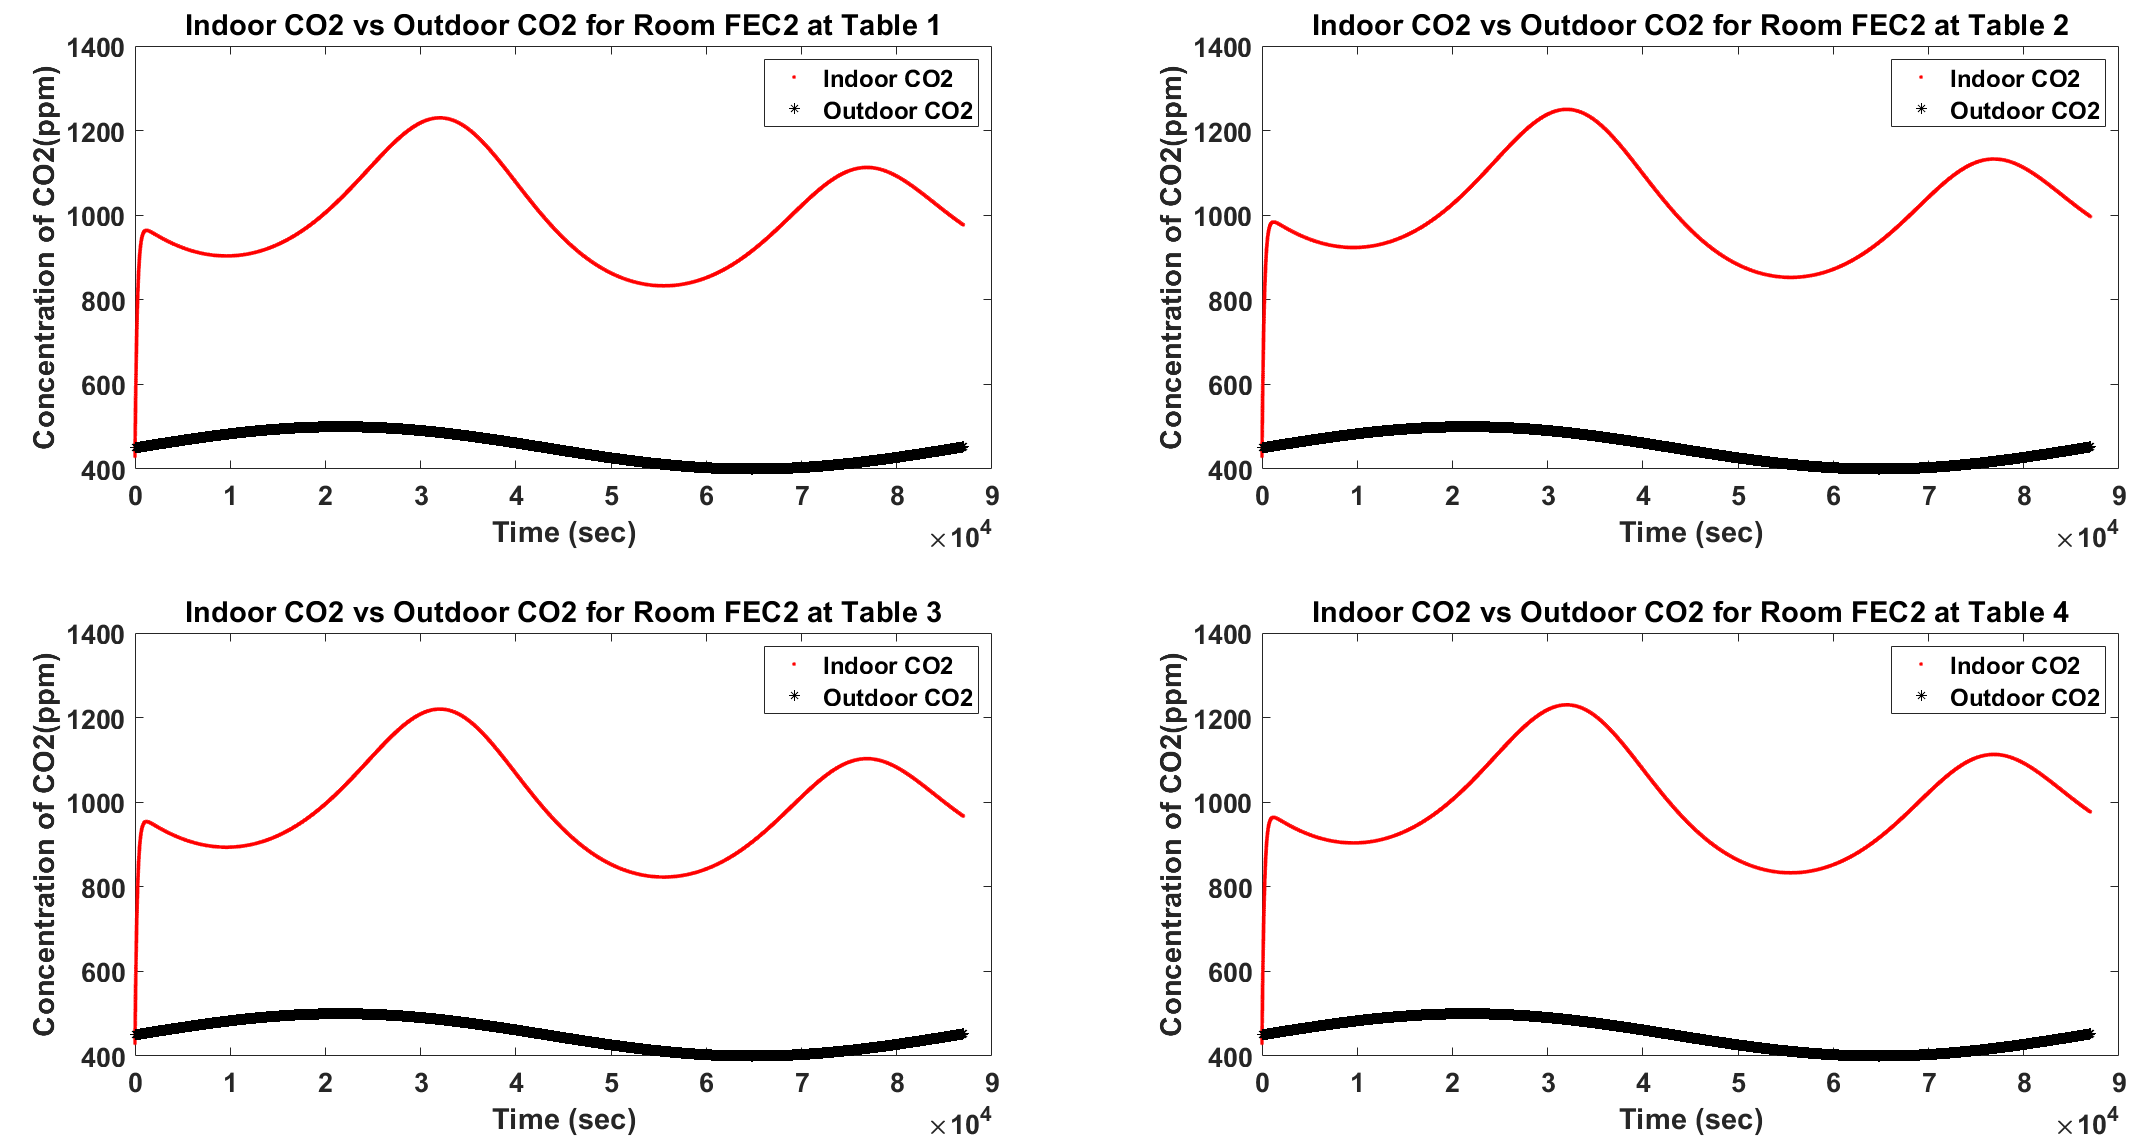 Indoor CO2 vs Outdoor CO2 for Room FEC2 at Table 1
1400
1200
1000
800
600
400
Concentration of CO2(ppm)
Indoor CO2
Outdoor CO2
0 1 2 3 4 5 6 7 8 9
Time (sec)
×10^4
Indoor CO2 vs Outdoor CO2 for Room FEC2 at Table 2
1400
1200
1000
800
600
400
Concentration of CO2(ppm)
Indoor CO2
Outdoor CO2
0 1 2 3 4 5 6 7 8 9
Time (sec)
×10^4
Indoor CO2 vs Outdoor CO2 for Room FEC2 at Table 3
1400
1200
1000
800
600
400
Concentration of CO2(ppm)
Indoor CO2
Outdoor CO2
0 1 2 3 4 5 6 7 8 9
Time (sec)
×10^4
Indoor CO2 vs Outdoor CO2 for Room FEC2 at Table 4
1400
1200
1000
800
600
400
Concentration of CO2(ppm)
Indoor CO2
Outdoor CO2
0 1 2 3 4 5 6 7 8 9
Time (sec)
×10^4